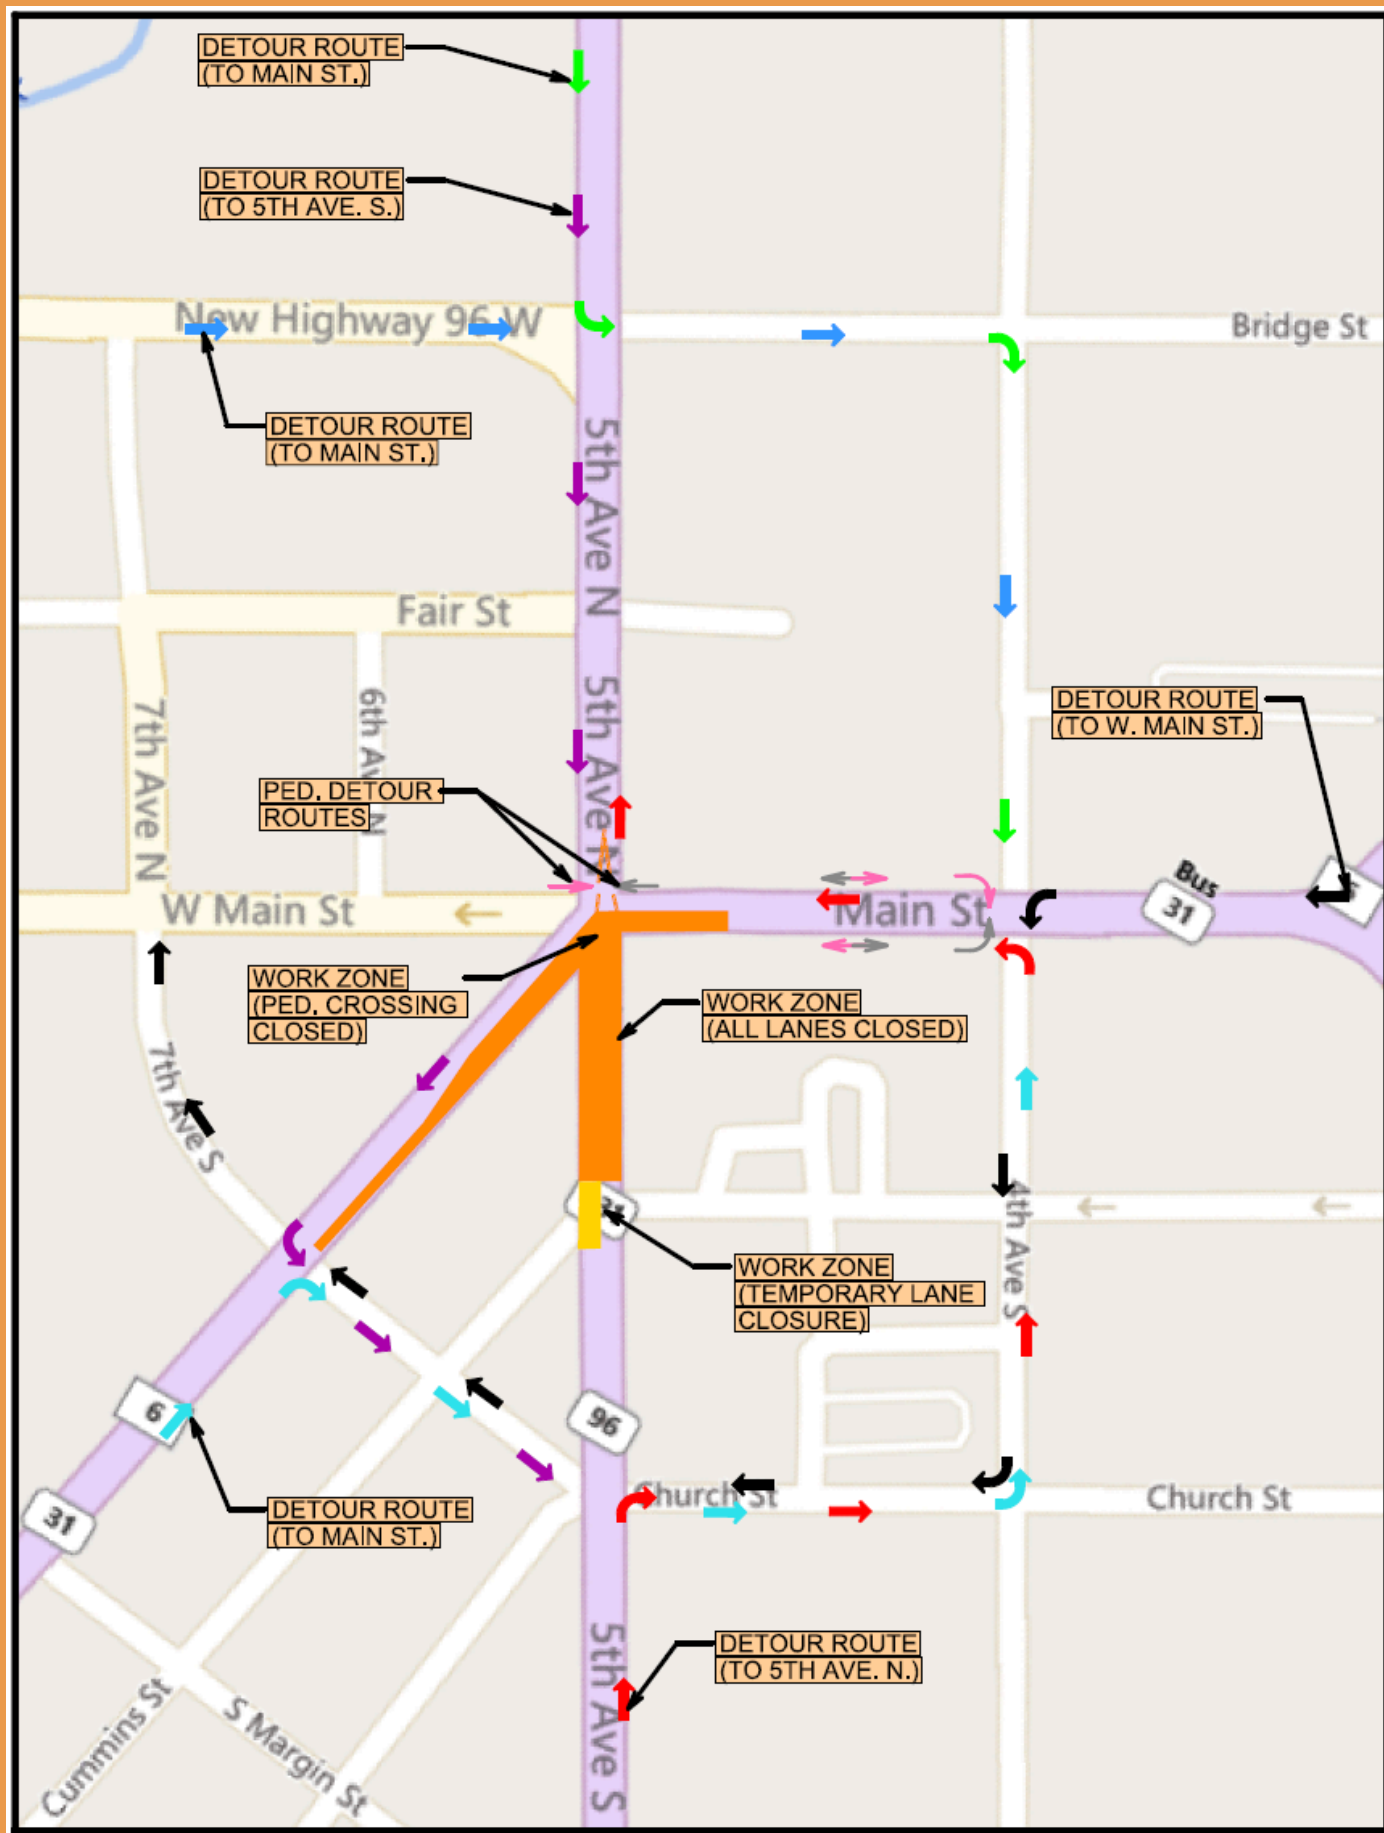 DETOUR ROUTE
(TO MAIN ST.)
DETOUR ROUTE
(TO 5TH AVE. S.)
New Highway 96 W
Bridge St
DETOUR ROUTE
(TO MAIN ST.)
5th Ave N
Fair St
5th Ave N
6th Ave N
7th Ave N
DETOUR ROUTE
(TO W. MAIN ST.)
PED. DETOUR
ROUTES
Bus
31
W Main St
Main St
WORK ZONE
(PED. CROSSING
CLOSED)
WORK ZONE
(ALL LANES CLOSED)
7th Ave S
4th Ave S
WORK ZONE
(TEMPORARY LANE
CLOSURE)
6
96
Church St
Church St
31
DETOUR ROUTE
(TO MAIN ST.)
5th Ave S
DETOUR ROUTE
(TO 5TH AVE. N.)
Cummins St
S Margin St